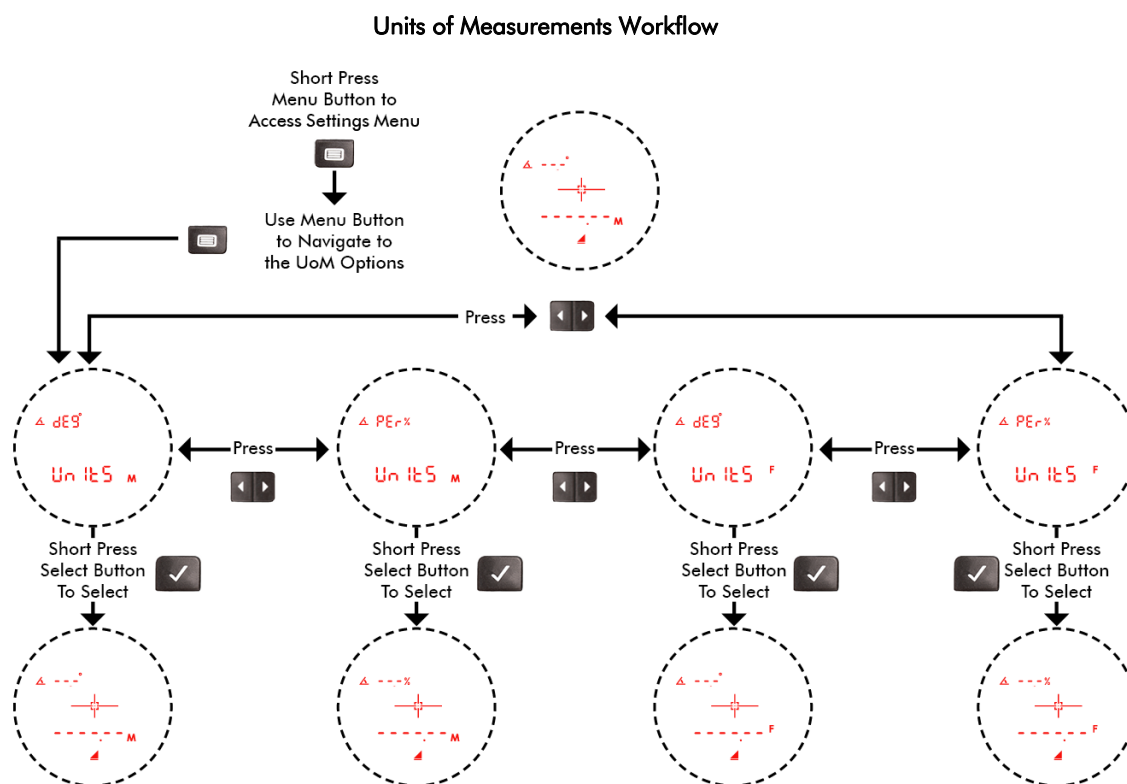 Units of Measurements Workflow
Short Press
Menu Button to
Access Settings Menu
Use Menu Button
to Navigate to
the UoM Options
---.-°
------.- M
Press
dEg°
UnItS M
Press
PEr%
UnItS M
Press
dEg°
UnItS F
Press
PEr%
UnItS F
Short Press
Select Button
To Select
Short Press
Select Button
To Select
Short Press
Select Button
To Select
Short Press
Select Button
To Select
---.-°
------.- M
---.-%
------.- M
---.-°
------.- F
---.-%
------.- F